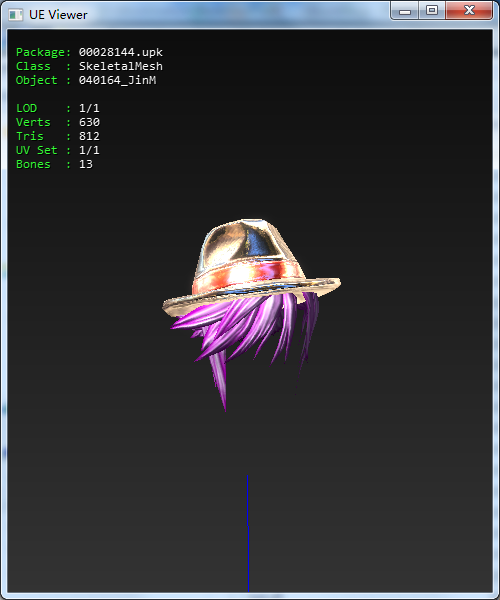 UE Viewer
Package: 00028144.upk
Class : SkeletalMesh
Object : 040164_JinM
LOD : 1/1
Verts : 630
Tris : 812
UV Set : 1/1
Bones : 13